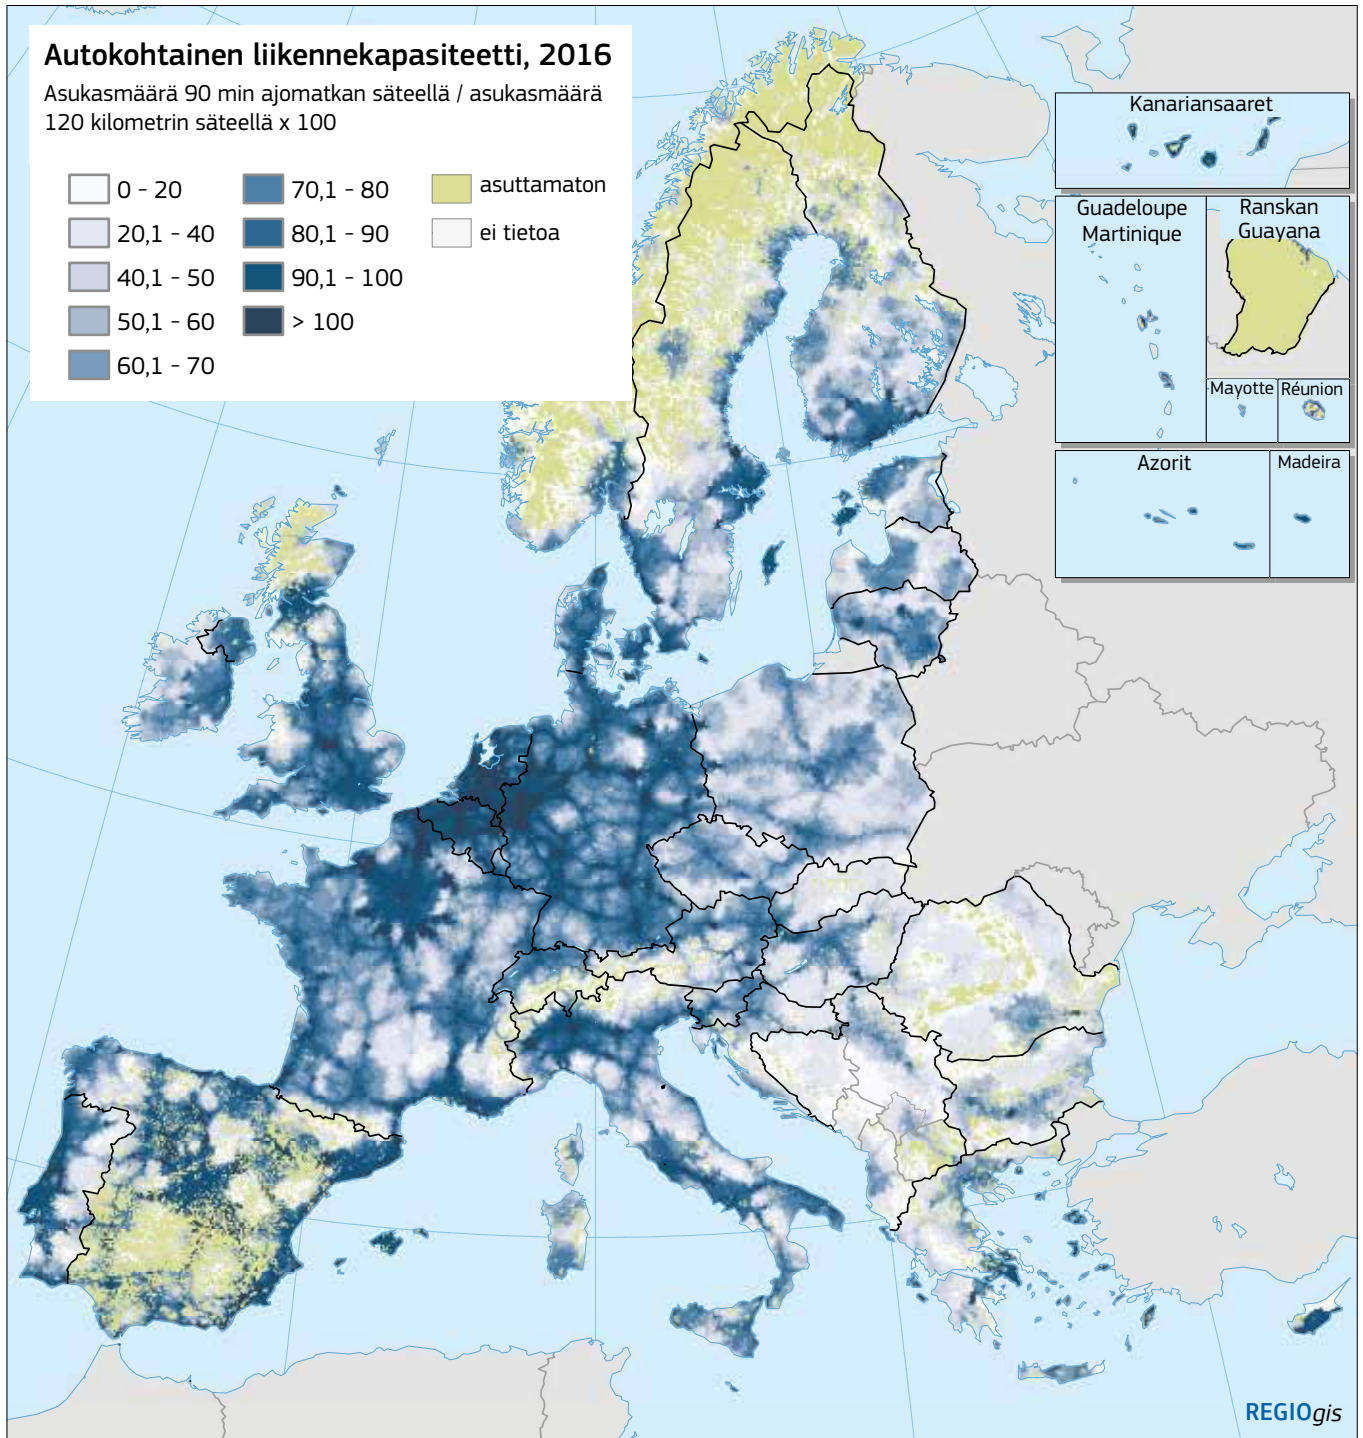 Autokohtainen liikennekapasiteetti, 2016
Asukasmäärä 90 min ajomatkan säteellä / asukasmäärä
120 kilometrin säteellä x 100
0 - 20
20,1 - 40
40,1 - 50
50,1 - 60
60,1 - 70
70,1 - 80
80,1 - 90
90,1 - 100
> 100
asuttamaton
ei tietoa
Kanariansaaret
Guadeloupe
Martinique
Ranskan
Guayana
Mayotte
Réunion
Azorit
Madeira
REGIOgis